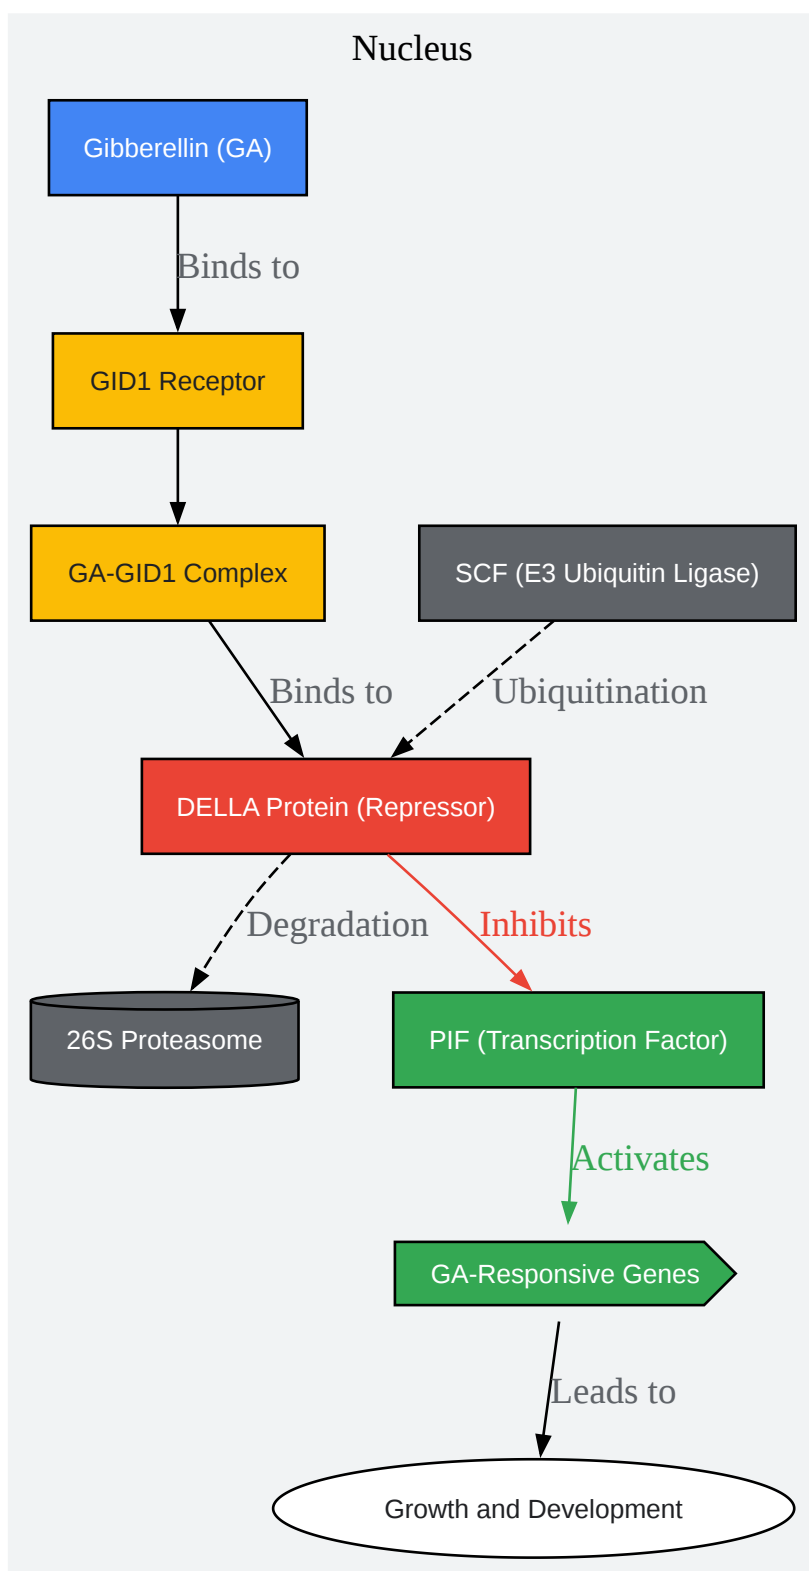 Nucleus
Gibberellin (GA)
Binds to
GID1 Receptor
GA-GID1 Complex
SCF (E3 Ubiquitin Ligase)
Binds to
Ubiquitination
DELLA Protein (Repressor)
Degradation
Inhibits
26S Proteasome
PIF (Transcription Factor)
Activates
GA-Responsive Genes
Leads to
Growth and Development